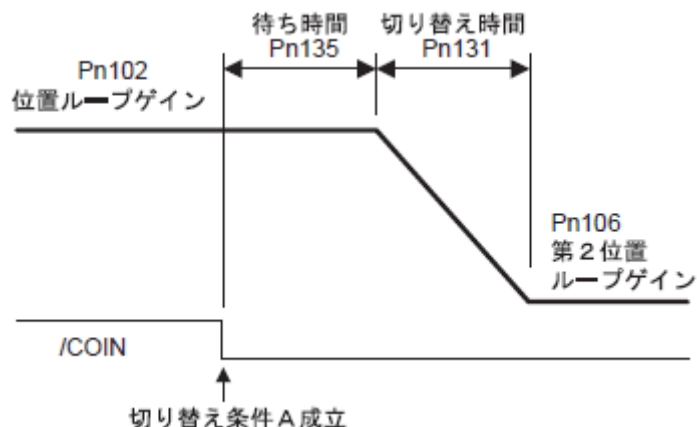 待ち時間
Pn135
切り替え時間
Pn131
Pn102
位置ループゲイン
Pn106
第2位置
ループゲイン
/COIN
切り替え条件A成立